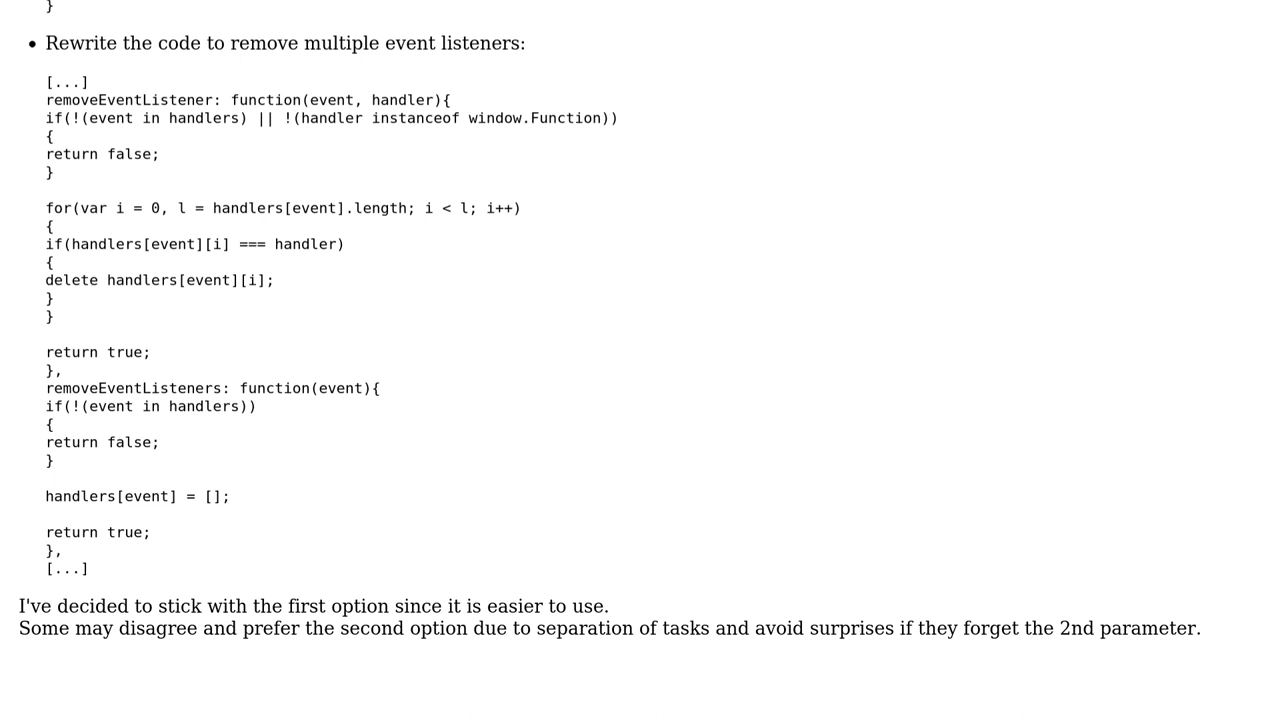 }
• Rewrite the code to remove multiple event listeners:
[...]
removeEventListener: function(event, handler){
if(!(event in handlers) || !(handler instanceof window.Function))
{
return false;
}
for(var i = 0, l = handlers[event].length; i < l; i++)
{
if(handlers[event][i] === handler)
{
delete handlers[event][i];
}
}
return true;
},
removeEventListeners: function(event){
if(!(event in handlers))
{
return false;
}
handlers[event] = [];
return true;
},
[...]
I've decided to stick with the first option since it is easier to use.
Some may disagree and prefer the second option due to separation of tasks and avoid surprises if they forget the 2nd parameter.